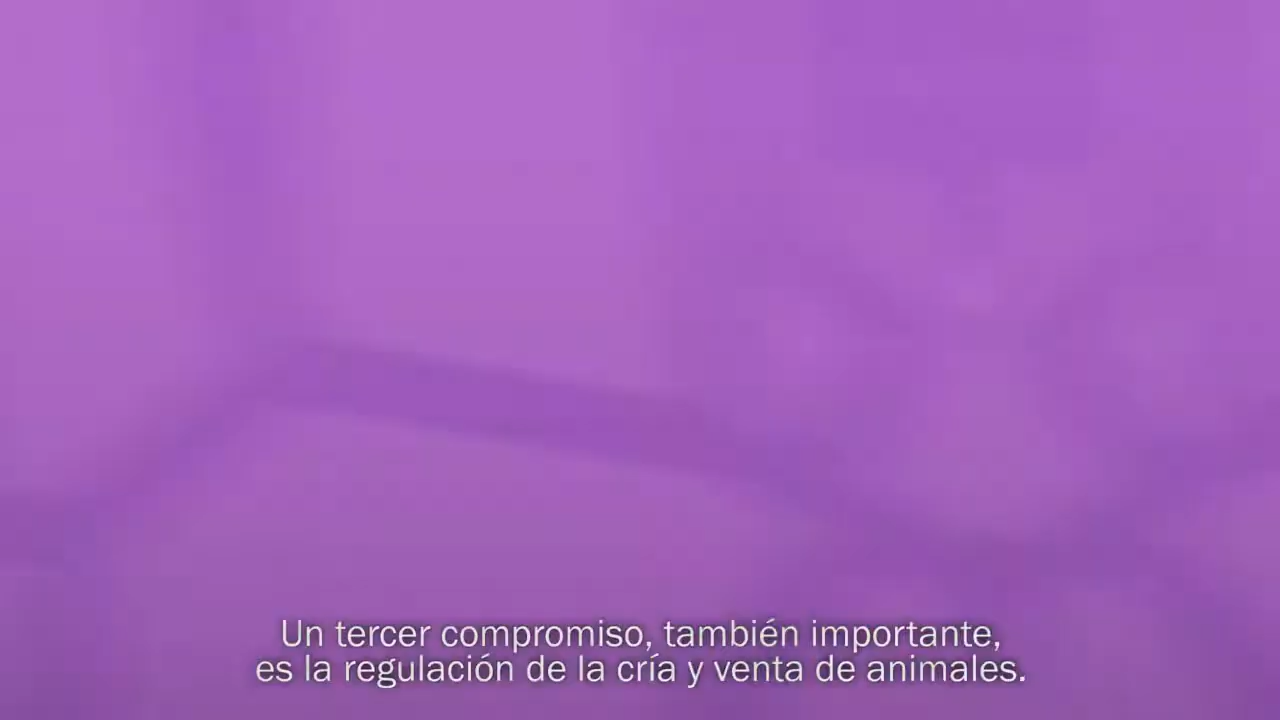 Un tercer compromiso, también importante,
es la regulación de la cría y venta de animales.